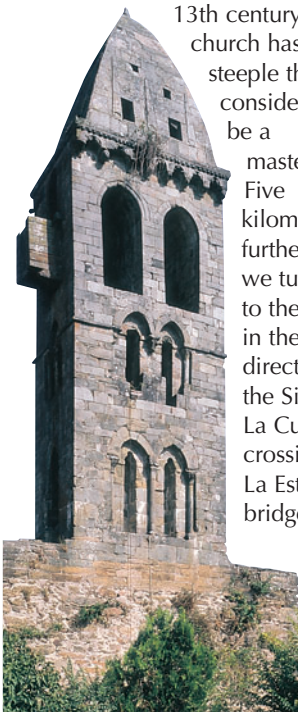 13th century
church has
steeple th
conside
be a
maste
Five
kilom
furthe
we tu
to the
in the
direct
the Si
La Cu
crossi
La Est
bridge